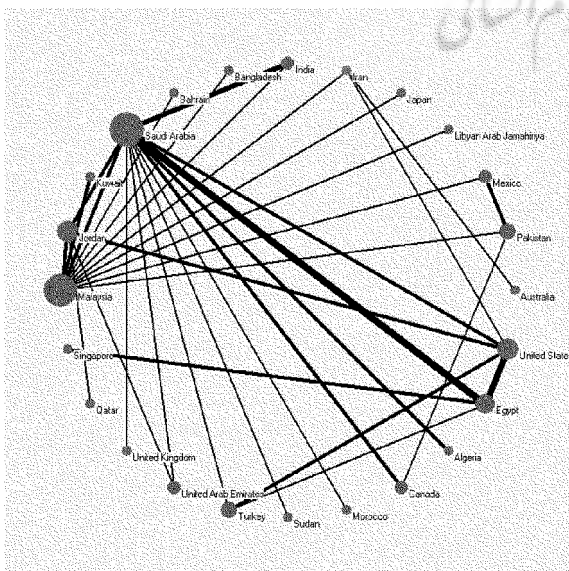 India
Bangladesh
Iran
Bahrain
Japan
Saudi Arabia
Libyan Arab Jamahiriya
Kuwait
Mexico
Jordan
Pakistan
Malaysia
Australia
Singapore
United State
Egypt
Qatar
United Kingdom
Algeria
United Arab Emirates
Canada
Turkey
Morocco
Sudan